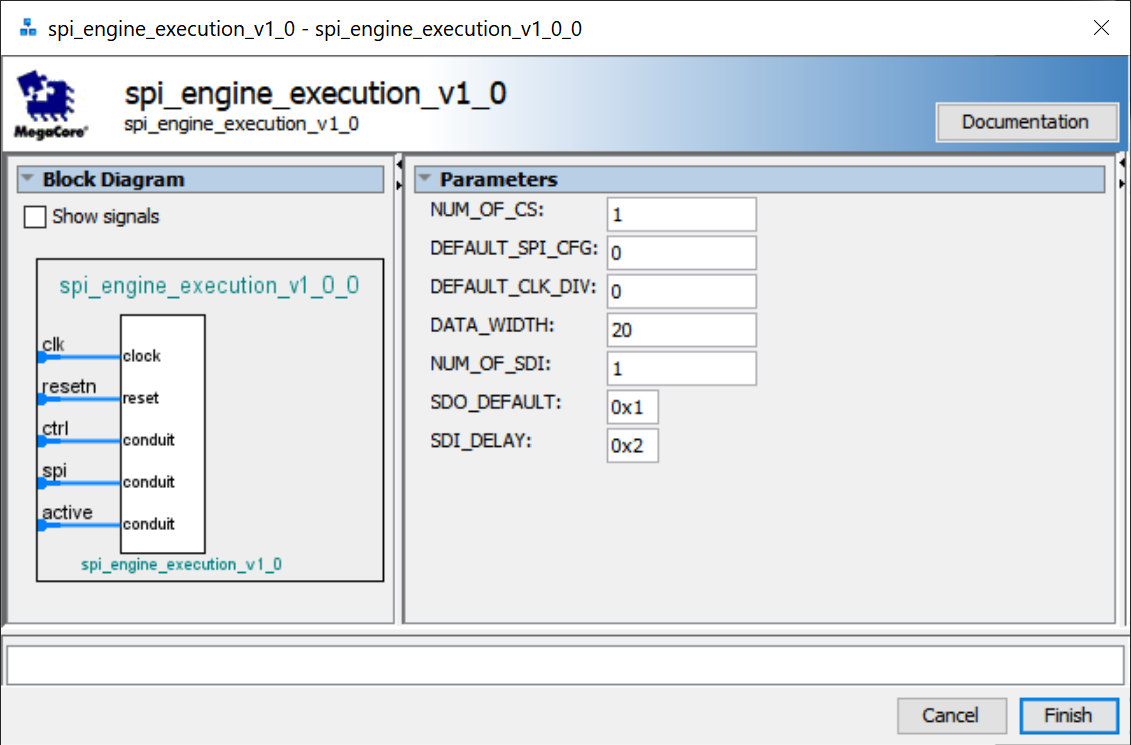 spi_engine_execution_v1_0 - spi_engine_execution_v1_0_0
MegaCore®
spi_engine_execution_v1_0
spi_engine_execution_v1_0
Documentation
Block Diagram
Show signals
spi_engine_execution_v1_0_0
clk
clock
resetn
reset
ctrl
conduit
spi
conduit
active
conduit
spi_engine_execution_v1_0
Parameters
NUM_OF_CS: 1
DEFAULT_SPI_CFG: 0
DEFAULT_CLK_DIV: 0
DATA_WIDTH: 20
NUM_OF_SDI: 1
SDO_DEFAULT: 0x1
SDI_DELAY: 0x2
Cancel
Finish